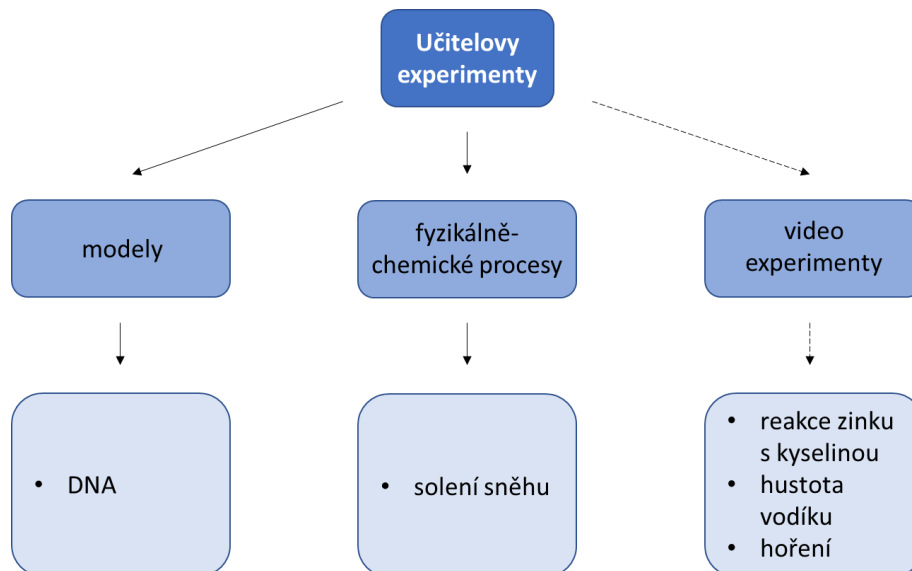 Učitelovy
experimenty
modely
fyzikálně-
chemické procesy
video
experimenty
• DNA
• solení sněhu
• reakce zinku
s kyselinou
• hustota
vodíku
• hoření